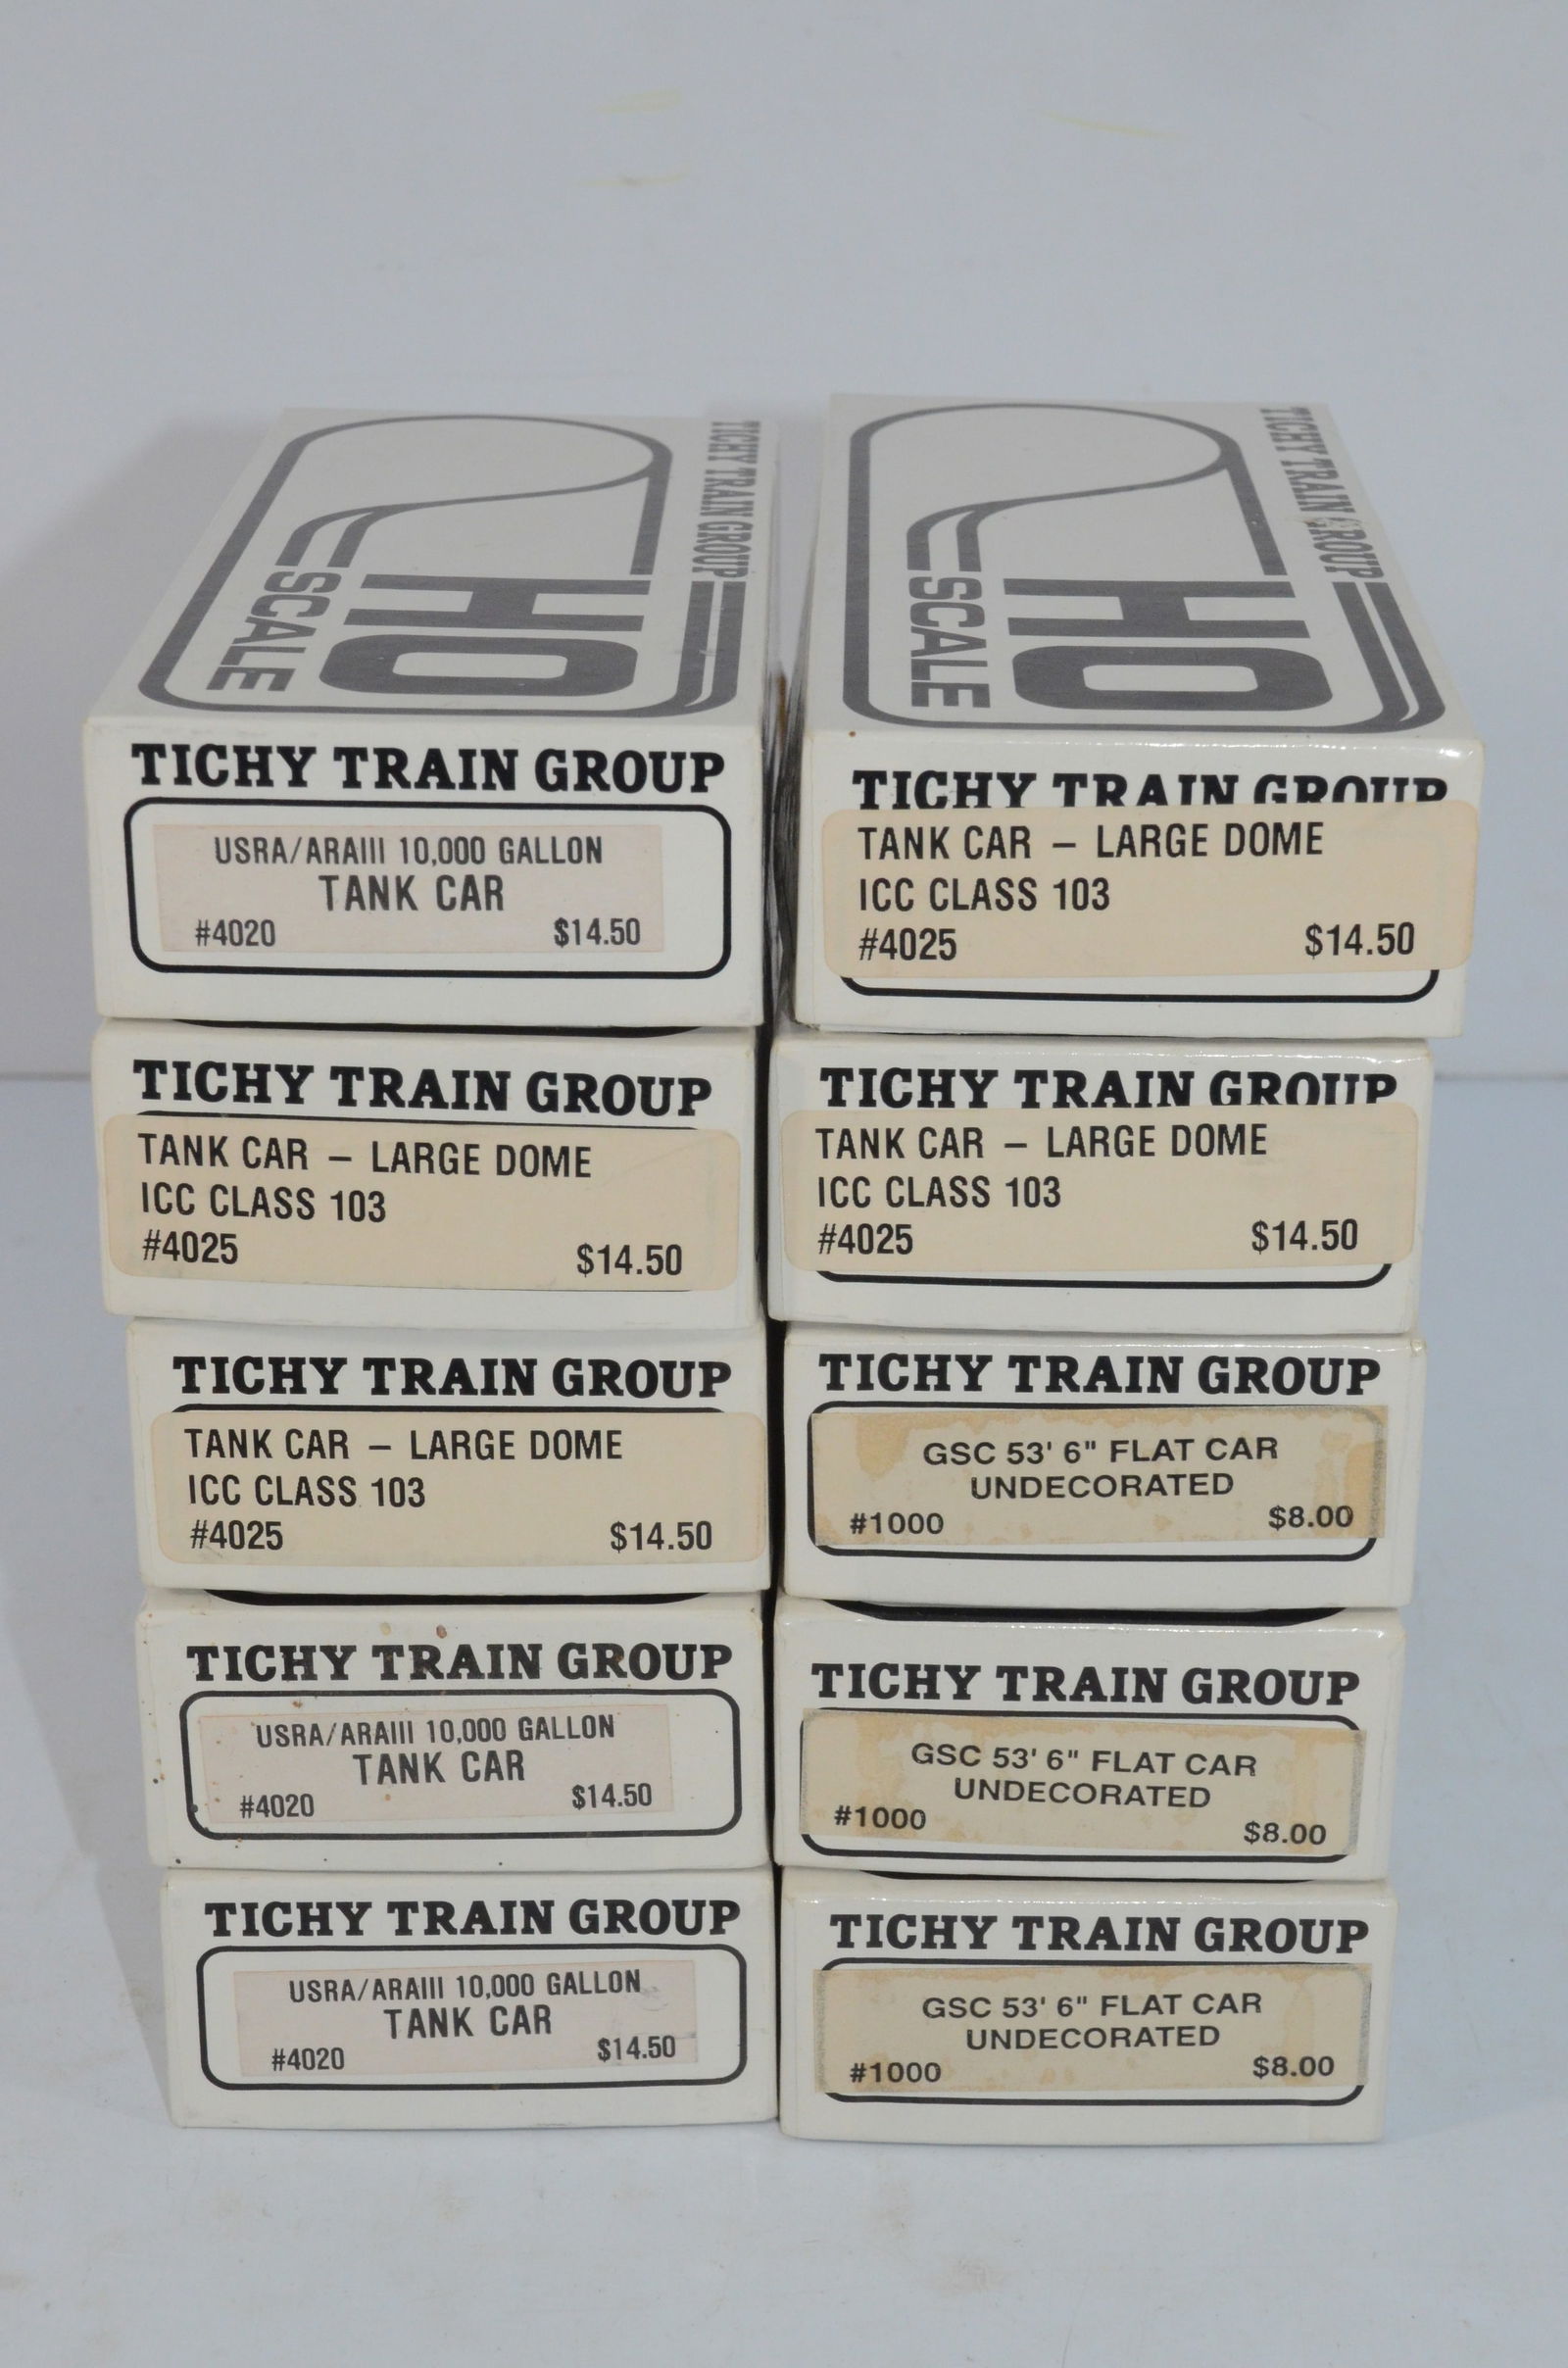 TICHY TRAIN GROUP
HO
SCALE
TICHY TRAIN GROUP
USRA/ARAIII 10,000 GALLON
TANK CAR
#4020 $14.50
TICHY TRAIN GROUP
TANK CAR – LARGE DOME
ICC CLASS 103
#4025 $14.50
TICHY TRAIN GROUP
TANK CAR – LARGE DOME
ICC CLASS 103
#4025 $14.50
TICHY TRAIN GROUP
USRA/ARAIII 10,000 GALLON
TANK CAR
#4020 $14.50
TICHY TRAIN GROUP
USRA/ARAIII 10,000 GALLON
TANK CAR
#4020 $14.50
TICHY TRAIN GROUP
HO
SCALE
TICHY TRAIN GROUP
TANK CAR – LARGE DOME
ICC CLASS 103
#4025 $14.50
TICHY TRAIN GROUP
TANK CAR – LARGE DOME
ICC CLASS 103
#4025 $14.50
TICHY TRAIN GROUP
GSC 53' 6" FLAT CAR
UNDECORATED
#1000 $8.00
TICHY TRAIN GROUP
GSC 53' 6" FLAT CAR
UNDECORATED
#1000 $8.00
TICHY TRAIN GROUP
GSC 53' 6" FLAT CAR
UNDECORATED
#1000 $8.00